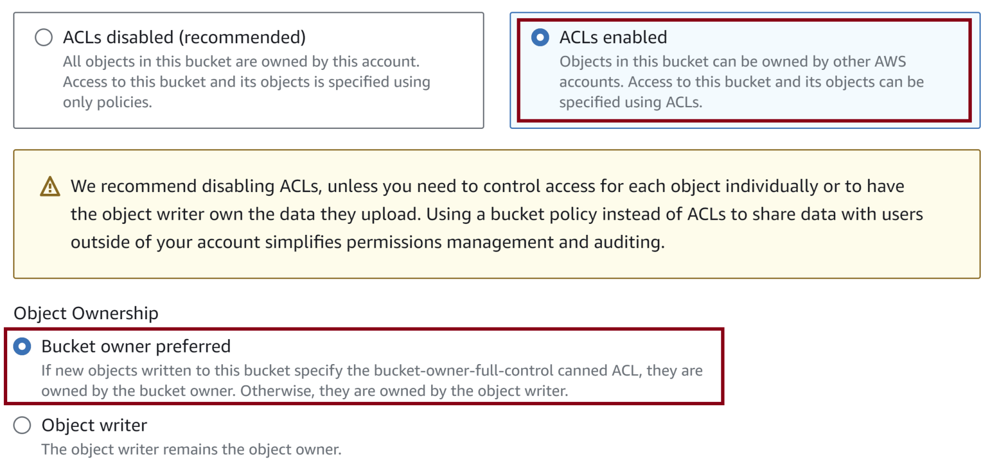 ACLs disabled (recommended)
All objects in this bucket are owned by this account.
Access to this bucket and its objects is specified using
only policies.
ACLs enabled
Objects in this bucket can be owned by other AWS
accounts. Access to this bucket and its objects can be
specified using ACLs.
We recommend disabling ACLs, unless you need to control access for each object individually or to have
the object writer own the data they upload. Using a bucket policy instead of ACLs to share data with users
outside of your account simplifies permissions management and auditing.
Object Ownership
Bucket owner preferred
If new objects written to this bucket specify the bucket-owner-full-control canned ACL, they are
owned by the bucket owner. Otherwise, they are owned by the object writer.
Object writer
The object writer remains the object owner.